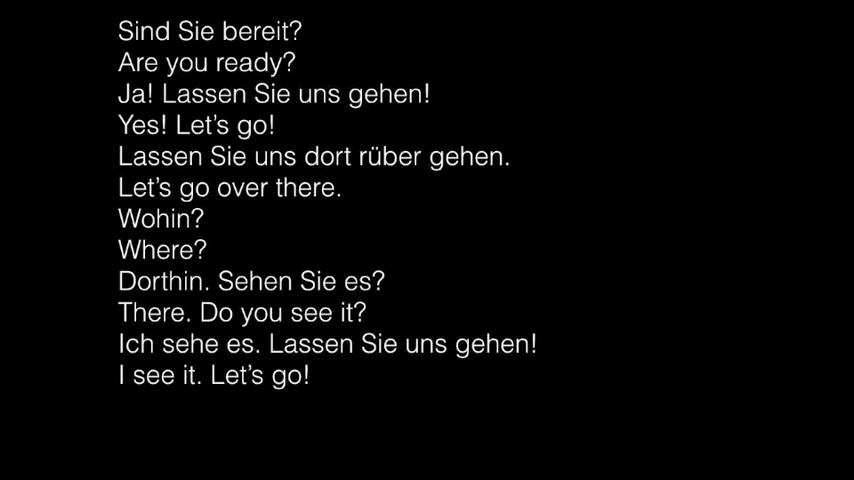 Sind Sie bereit?
Are you ready?
Ja! Lassen Sie uns gehen!
Yes! Let's go!
Lassen Sie uns dort rüber gehen.
Let's go over there.
Wohin?
Where?
Dorthin. Sehen Sie es?
There. Do you see it?
Ich sehe es. Lassen Sie uns gehen!
I see it. Let's go!